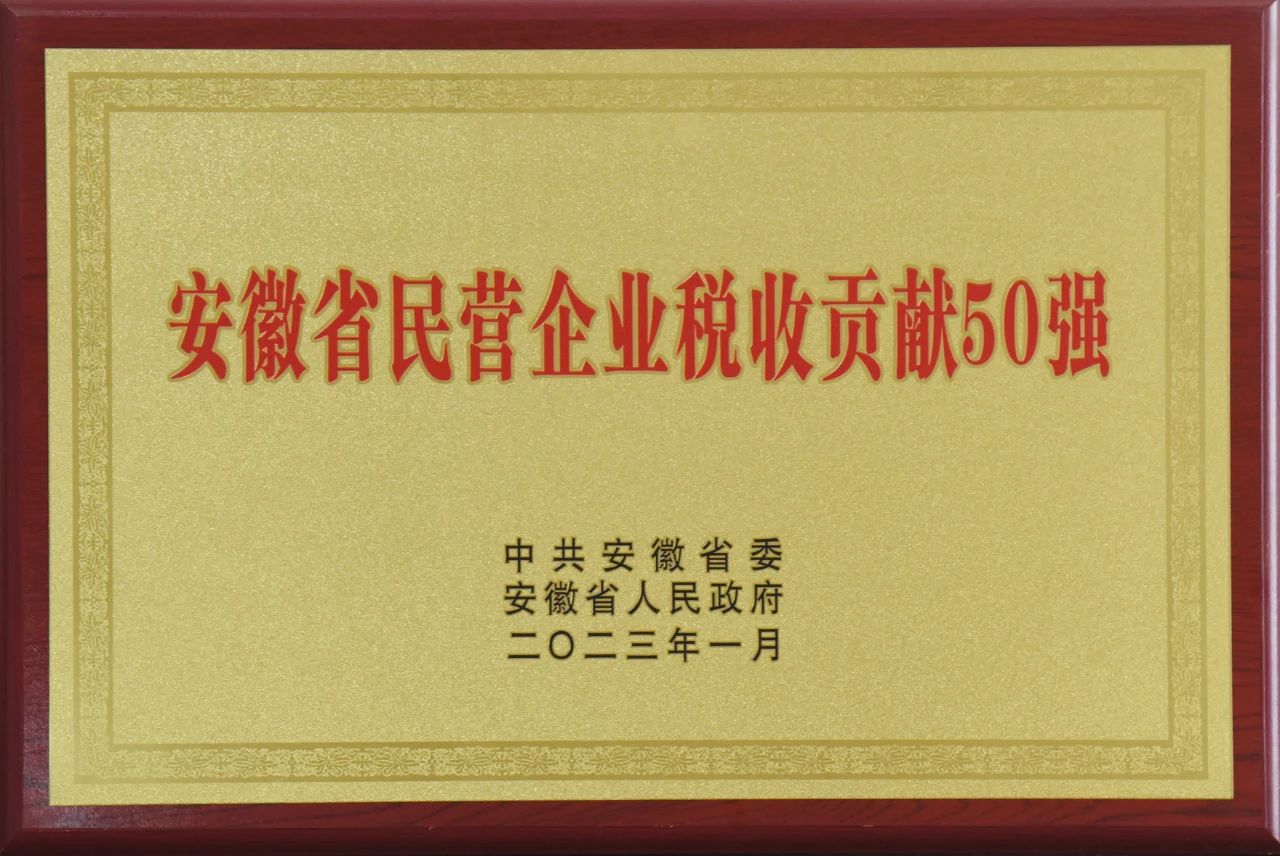 安徽省民营企业税收贡献50强
中共安徽省委
安徽省人民政府
二〇二三年一月